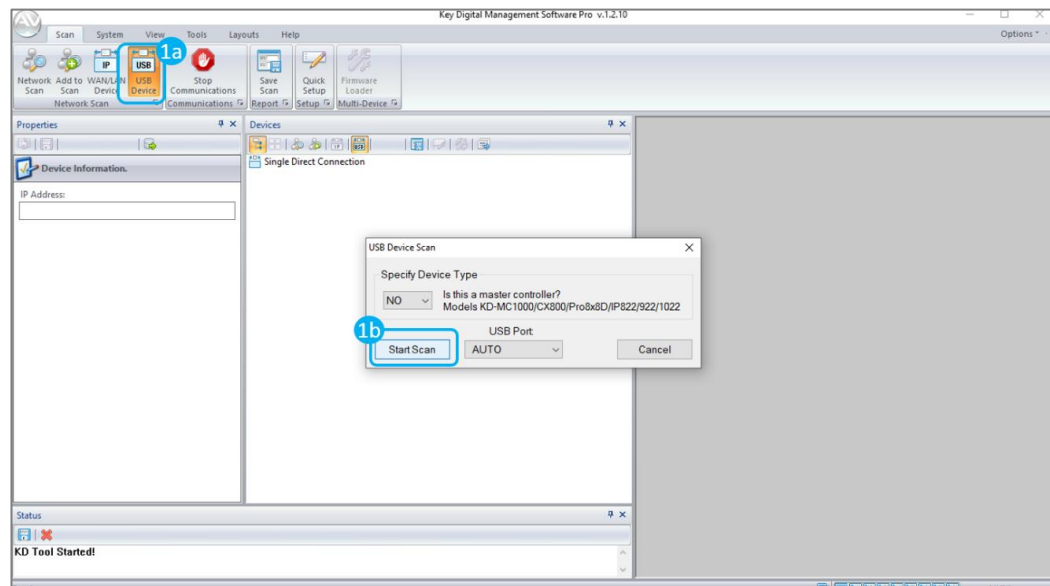 Key Digital Management Software Pro v.1.2.10
Scan System View Tools Layouts Help Options
1a
Network Scan
Add to Scan
WAN/LAN Device
USB Device
Stop Communications
Save Scan
Quick Setup
Firmware Loader
Network Scan Communications Report Setup Multi-Device
Properties
Devices
Device Information.
Single Direct Connection
IP Address:
USB Device Scan
Specify Device Type
NO
Is this a master controller?
Models KD-MC1000/CX800/Pro8x8D/IP822/922/1022
1b
USB Port
Start Scan AUTO Cancel
Status
KD Tool Started!